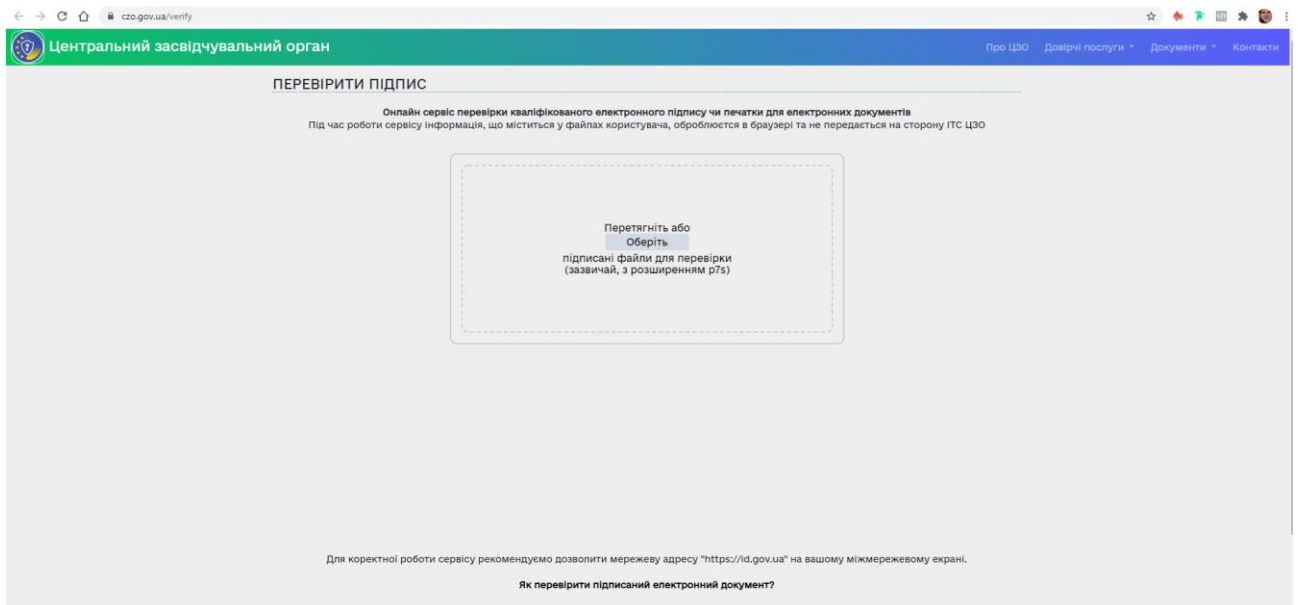 czo.gov.ua/verify
Центральний засвідчувальний орган
Про ЦЗО Довірчі послуги Документи Контакти
ПЕРЕВІРИТИ ПІДПИС
Онлайн сервіс перевірки кваліфікованого електронного підпису чи печатки для електронних документів
Під час роботи сервісу інформація, що міститься у файлах користувача, оброблюєтся в браузері та не передається на сторону ІТС ЦЗО
Перетягніть або
Оберіть
підписані файли для перевірки
(зазвичай, з розширенням p7s)
Для коректної роботи сервісу рекомендуємо дозволити мережеву адресу "https://id.gov.ua" на вашому міжмережевому екрані.
Як перевірити підписаний електронний документ?